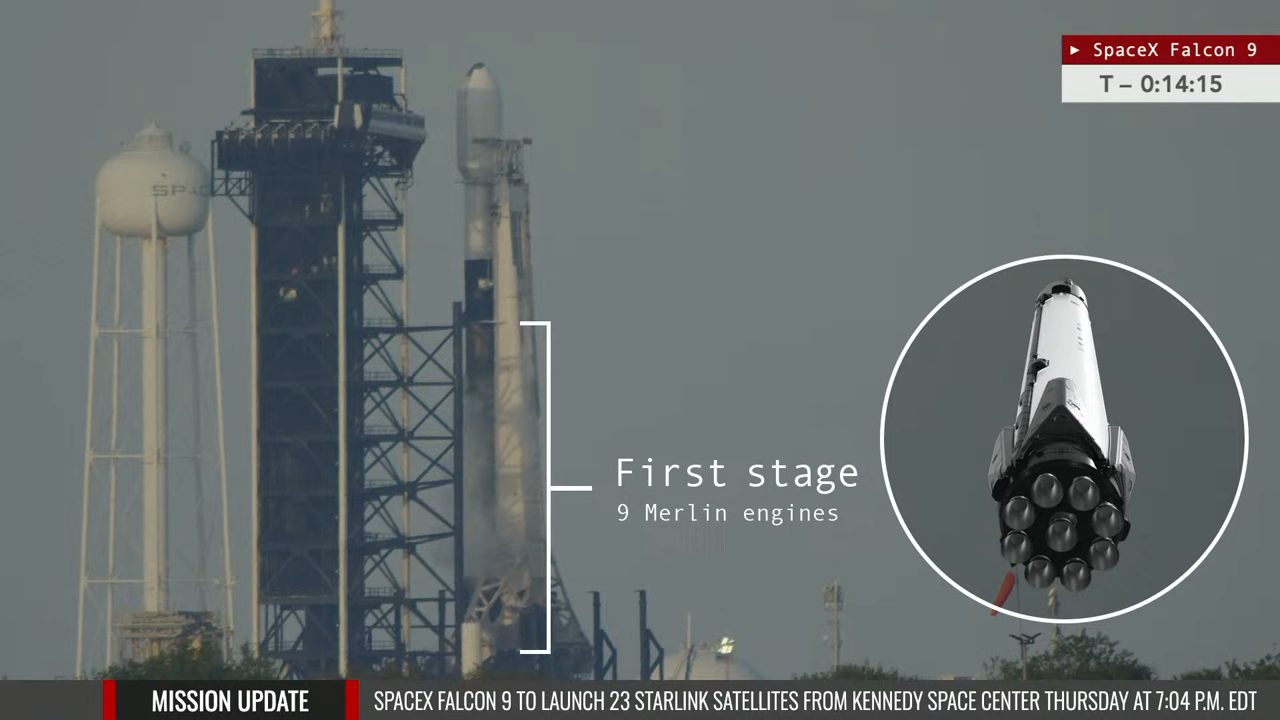 ▶ SpaceX Falcon 9
T – 0:14:15
SPAC
First stage
9 Merlin engines
MISSION UPDATE
SPACEX FALCON 9 TO LAUNCH 23 STARLINK SATELLITES FROM KENNEDY SPACE CENTER THURSDAY AT 7:04 P.M. EDT